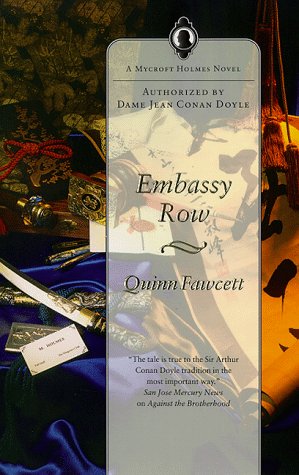 A Mycroft Holmes Novel
Authorized by
Dame Jean Conan Doyle
Embassy
Row
Quinn Fawcett
"The tale is true to the Sir Arthur
Conan Doyle tradition in the
most important way."
San Jose Mercury News
on Against the Brotherhood
M. HOLMES